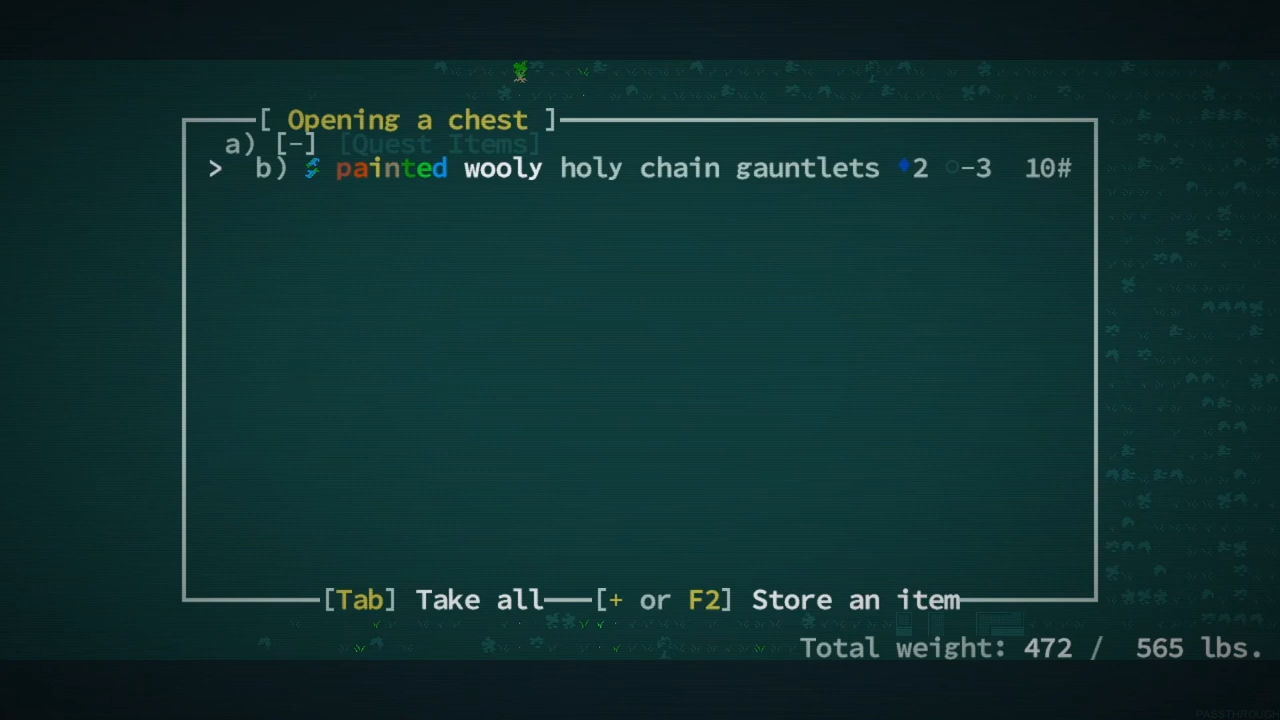 [ Opening a chest ]
a) [-] [Quest Items]
> b) painted wooly holy chain gauntlets ♦2 ○-3 10#
[Tab] Take all [+ or F2] Store an item
Total weight: 472 / 565 lbs.